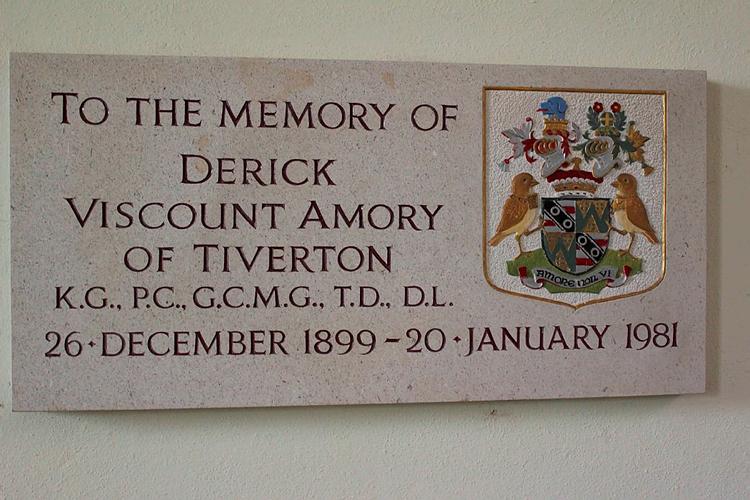 TO THE MEMORY OF
DERICK
VISCOUNT AMORY
OF TIVERTON
K.G., P.C., G.C.M.G., T.D., D.L.
26·DECEMBER 1899 – 20·JANUARY 1981
AMORE NON VI